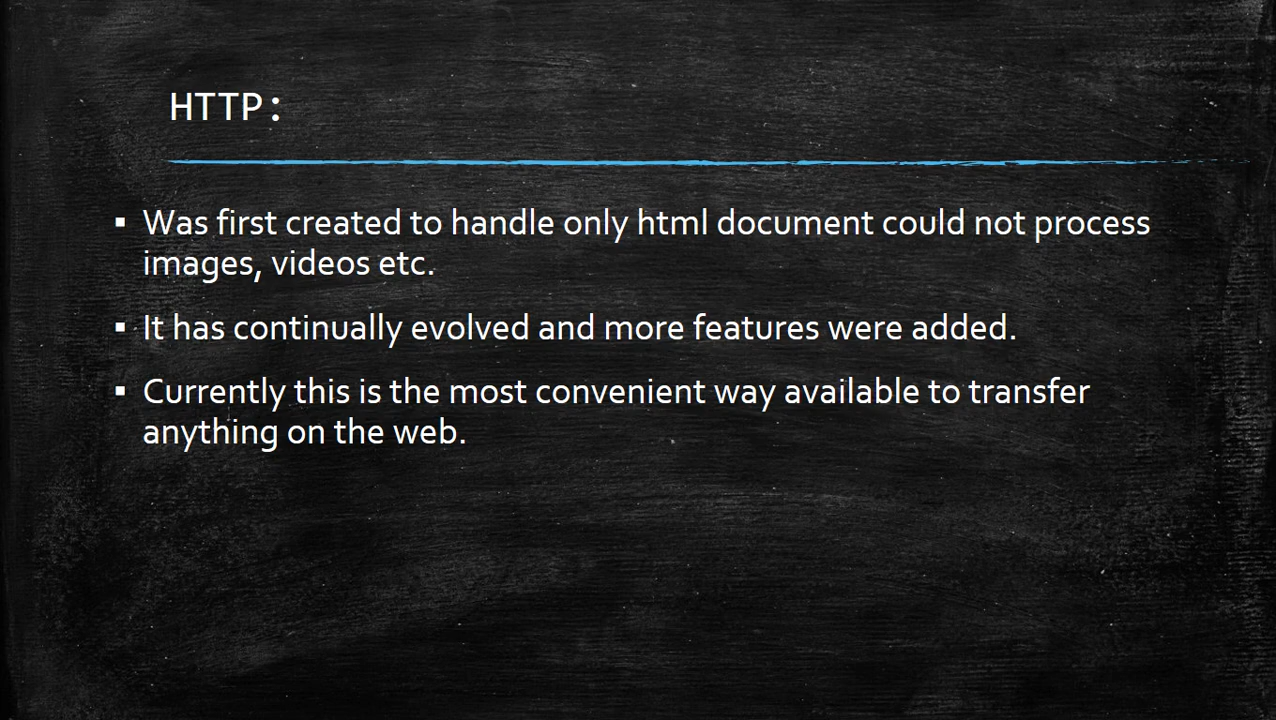 HTTP:
Was first created to handle only html document could not process
images, videos etc.
It has continually evolved and more features were added.
Currently this is the most convenient way available to transfer
anything on the web.